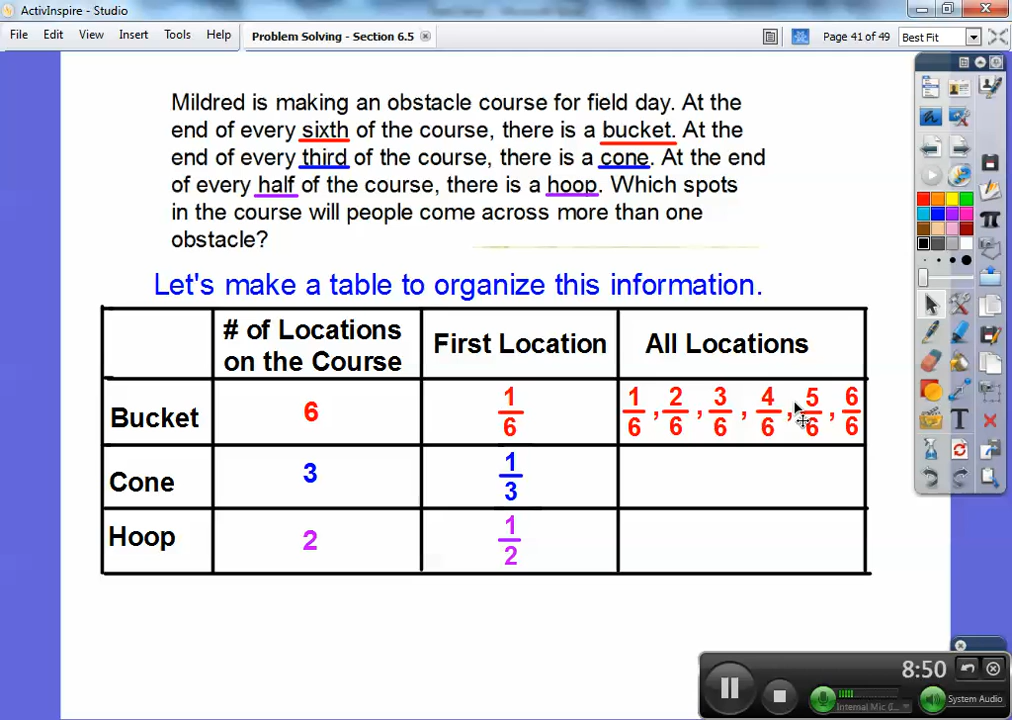 ActivInspire - Studio
File Edit View Insert Tools Help Problem Solving - Section 6.5 Page 41 of 49 Best Fit
Mildred is making an obstacle course for field day. At the
end of every sixth of the course, there is a bucket. At the
end of every third of the course, there is a cone. At the end
of every half of the course, there is a hoop. Which spots
in the course will people come across more than one
obstacle?
Let's make a table to organize this information.
# of Locations on the Course First Location All Locations
Bucket 6 1/6 1/6 , 2/6 , 3/6 , 4/6 , 5/6 , 6/6
Cone 3 1/3
Hoop 2 1/2
8:50
Internal Mic (I... System Audio